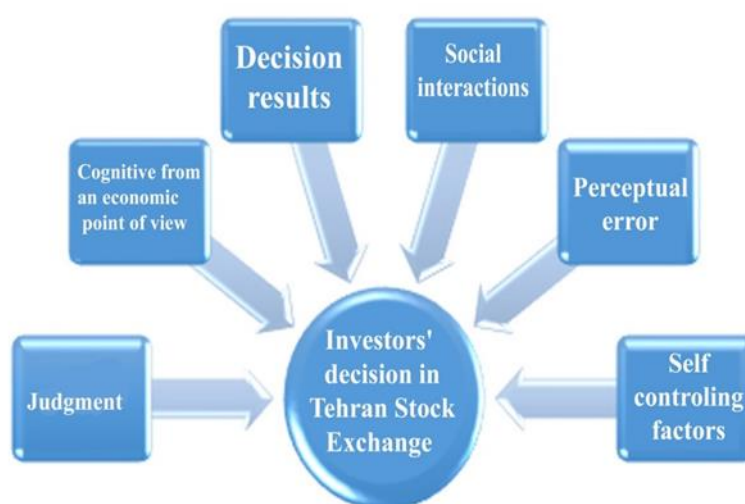 Decision
results
Social
interactions
Cognitive from
an economic
point of view
Perceptual
error
Judgment
Investors'
decision in
Tehran Stock
Exchange
Self
controling
factors